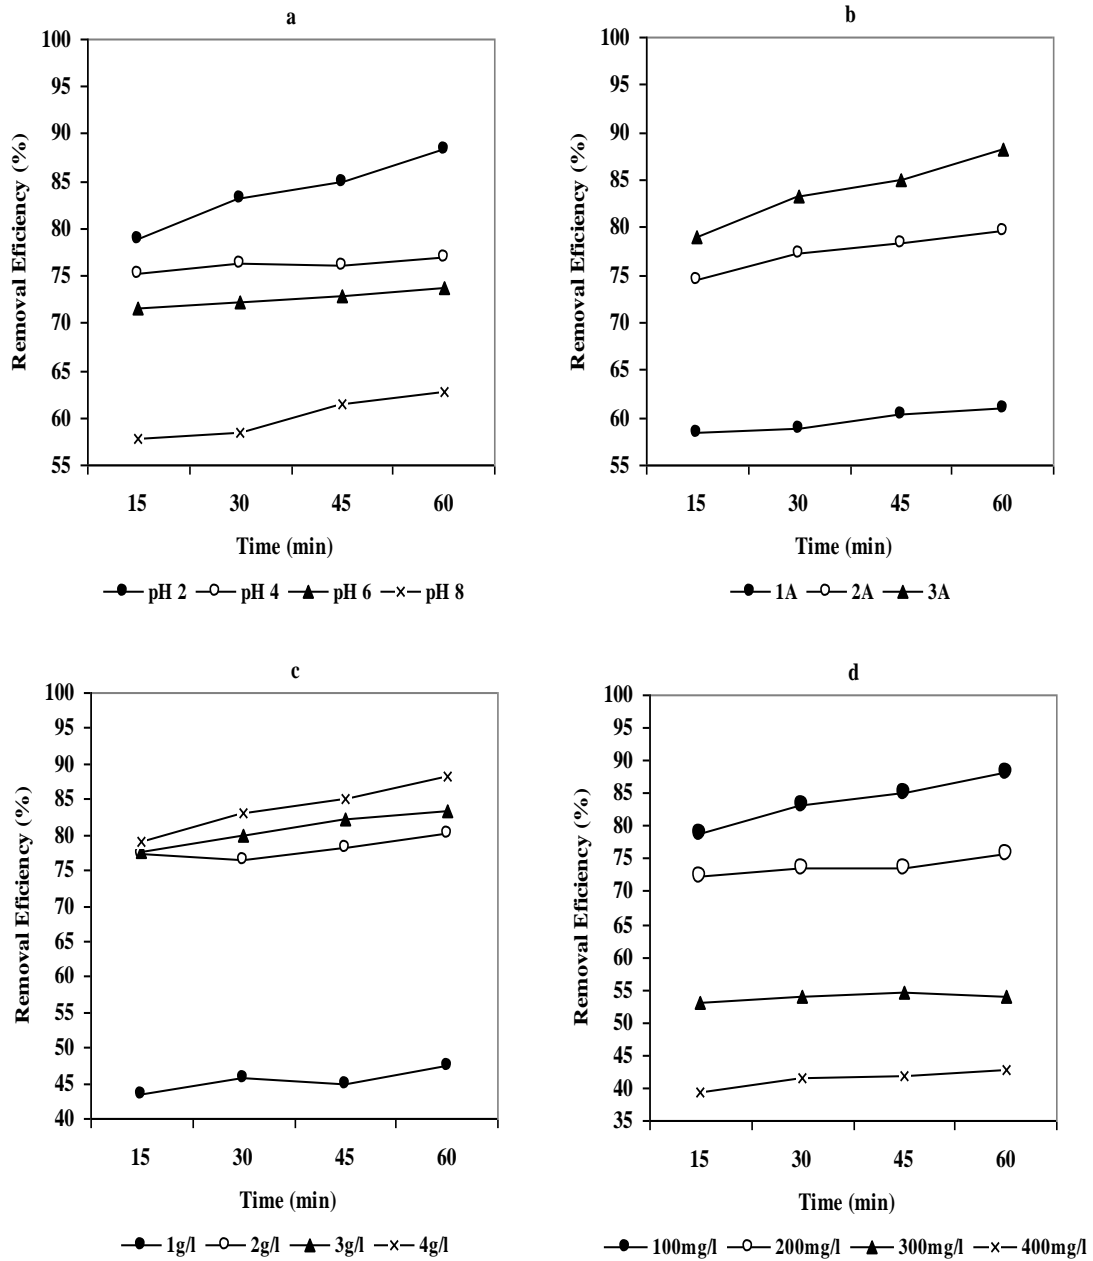 a
100
95
90
85
80
75
70
65
60
55
Removal Eficiency (%)
15 30 45 60
Time (min)
pH 2 pH 4 pH 6 pH 8
b
100
95
90
85
80
75
70
65
60
55
Removal Eficiency (%)
15 30 45 60
Time (min)
1A 2A 3A
c
100
95
90
85
80
75
70
65
60
55
50
45
40
Removal Eficiency (%)
15 30 45 60
Time (min)
1g/l 2g/l 3g/l 4g/l
d
100
95
90
85
80
75
70
65
60
55
50
45
40
35
Removal Eficiency (%)
15 30 45 60
Time (min)
100mg/l 200mg/l 300mg/l 400mg/l